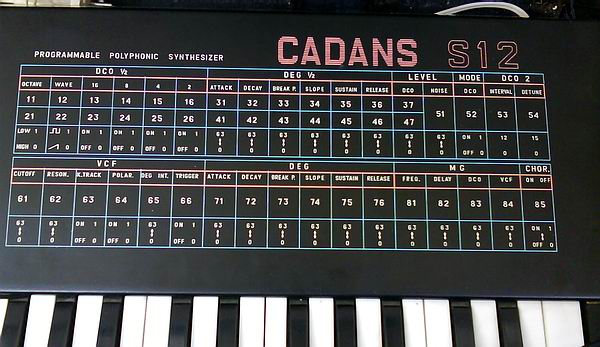 PROGRAMMABLE POLYPHONIC SYNTHESIZER CADANS S12
DCO ½ DEG ½ LEVEL MODE DCO 2
OCTAVE WAVE 16 8 4 2 ATTACK DECAY BREAK P. SLOPE SUSTAIN RELEASE DCO NOISE DCO INTERVAL DETUNE
11 12 13 14 15 16 31 32 33 34 35 36 37 51 52 53 54
21 22 23 24 25 26 41 42 43 44 45 46 47
LOW 1 1 ON 1 ON 1 ON 1 ON 1 63 63 63 63 63 63 63 63 63 12 15
HIGH 0 0 OFF 0 OFF 0 OFF 0 OFF 0 0 0 0 0 0 0 0 0 0 0 0
VCF DEG MG CHOR.
CUTOFF RESON. K.TRACK POLAR. DEG INT. TRIGGER ATTACK DECAY BREAK P. SLOPE SUSTAIN RELEASE FREQ. DELAY DCO VCF ON OFF
61 62 63 64 65 66 71 72 73 74 75 76 81 82 83 84 85
63 63 ON 1 ON 1 63 ON 1 63 63 63 63 63 63 63 63 63 63 ON 1
0 0 OFF 0 OFF 0 0 OFF 0 0 0 0 0 0 0 0 0 0 0 OFF 0